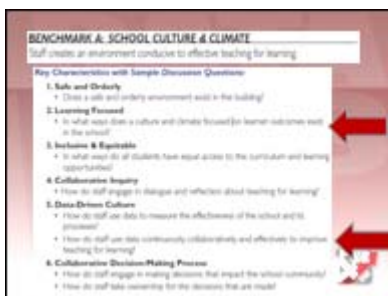 BENCHMARK A: SCHOOL CULTURE & CLIMATE
Staff creates an environment conducive to effective teaching for learning
Key Characteristics with Sample Discussion Questions:
1. Safe and Orderly
• Does a safe and orderly environment exist in the building?
2. Learning Focused
• In what ways does a culture and climate focused on learner outcomes exist
in the school?
3. Inclusive & Equitable
• In what ways do all students have equal access to the curriculum and learning
opportunities?
4. Collaborative Inquiry
• How do staff engage in dialogue and reflection about teaching for learning?
5. Data-Driven Culture
• How do staff use data to measure the effectiveness of the school and its
processes?
• How do staff use data continuously, collaboratively and effectively to improve
teaching for learning?
6. Collaborative Decision-Making Process
• How do staff engage in making decisions that impact the school community?
• How do staff take ownership for the decisions that are made?